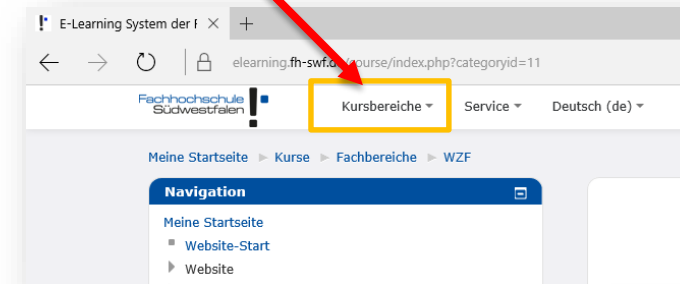 E-Learning System der F
elearning.fh-swf.de/course/index.php?categoryid=11
Fachhochschule
Südwestfalen
Kursbereiche
Service
Deutsch (de)
Meine Startseite Kurse Fachbereiche WZF
Navigation
Meine Startseite
Website-Start
Website